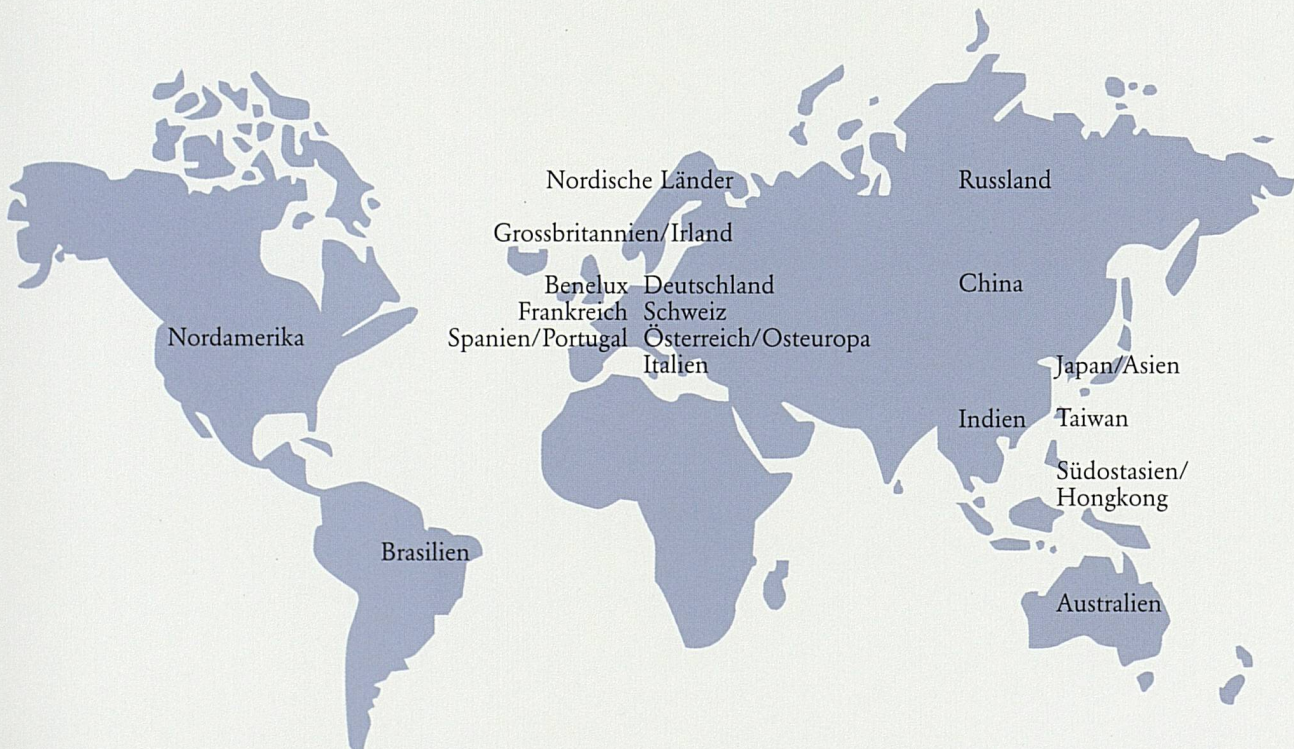 Nordische Länder
Russland
Grossbritannien/Irland
Benelux
Deutschland
China
Frankreich
Schweiz
Nordamerika
Spanien/Portugal
Österreich/Osteuropa
Italien
Japan/Asien
Indien
Taiwan
Südostasien/
Hongkong
Brasilien
Australien